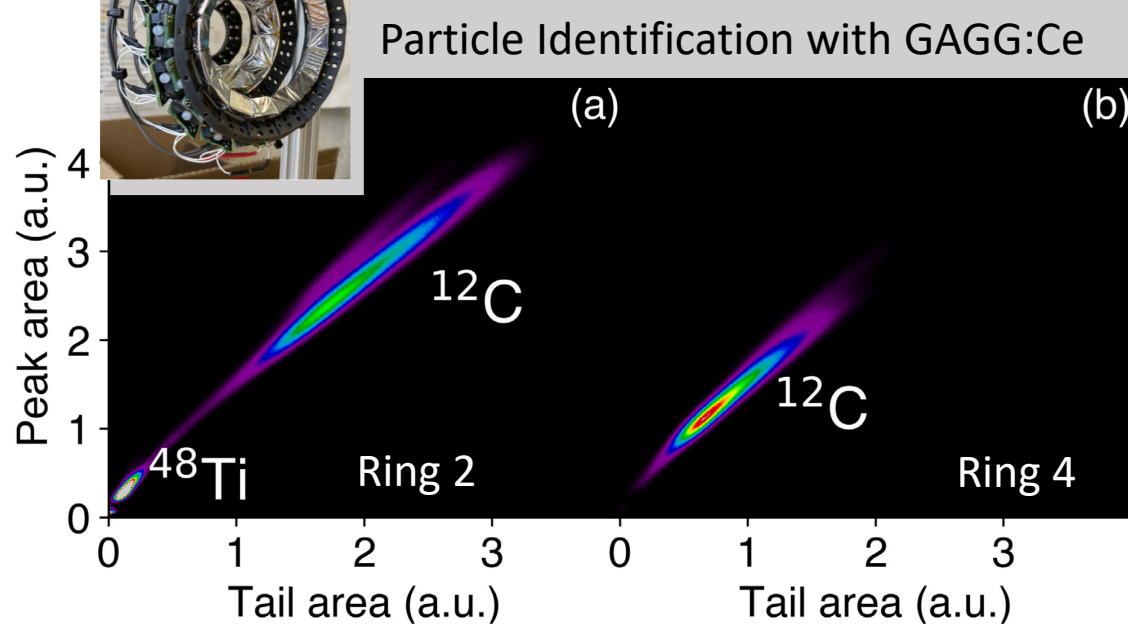 Particle Identification with GAGG:Ce
(a)
(b)
Peak area (a.u.)
4
3
2
1
0
¹²C
⁴⁸Ti
Ring 2
¹²C
Ring 4
0 1 2 3
0 1 2 3
Tail area (a.u.)
Tail area (a.u.)